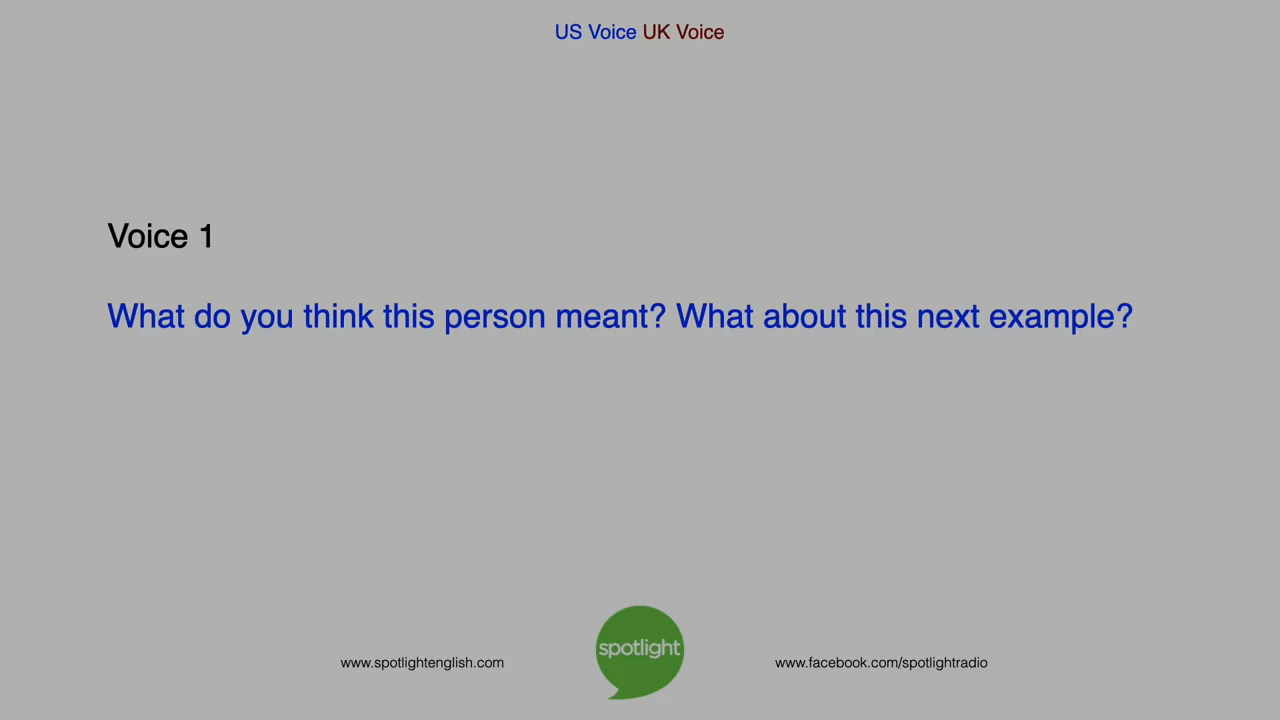 US Voice UK Voice
Voice 1
What do you think this person meant? What about this next example?
spotlight
www.spotlightenglish.com
www.facebook.com/spotlightradio